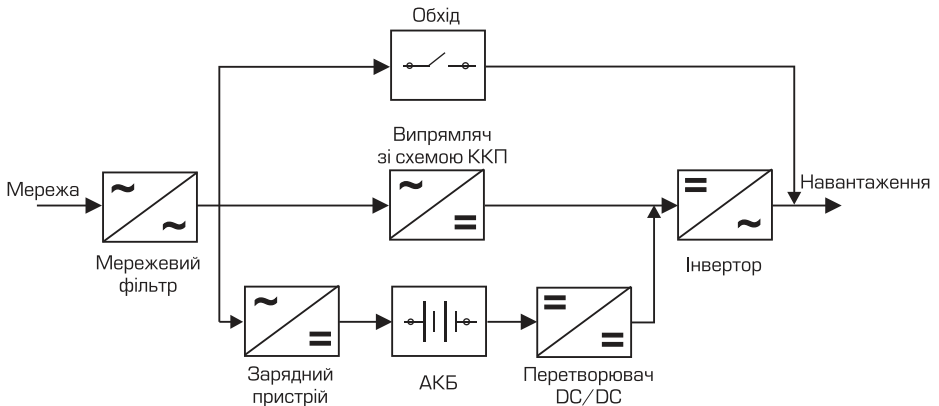 Обхід
Випрямляч
зі схемою ККП
Мережа
Навантаження
Мережевий
фільтр
Інвертор
Зарядний
пристрій
АКБ
Перетворювач
DC/DC